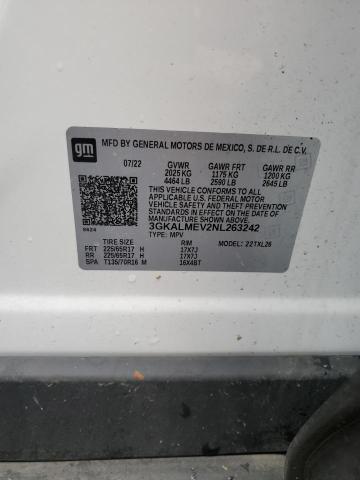 gm
MFD BY GENERAL MOTORS DE MEXICO, S. DE R.L. DE C.V.
07/22 GVWR GAWR FRT GAWR RR
2025 KG 1175 KG 1200 KG
4464 LB 2590 LB 2645 LB
THIS VEHICLE CONFORMS TO ALL
APPLICABLE U.S. FEDERAL MOTOR
VEHICLE SAFETY AND THEFT PREVENTION
STANDARDS IN EFFECT ON THE DATE OF
MANUFACTURE SHOWN ABOVE.
3GKALMEV2NL263242
8624 TYPE: MPV
TIRE SIZE RIM MODEL: 22TXL26
FRT 225/65R17 H 17X7J
RR 225/65R17 H 17X7J
SPA T135/70R16 M 16X4BT